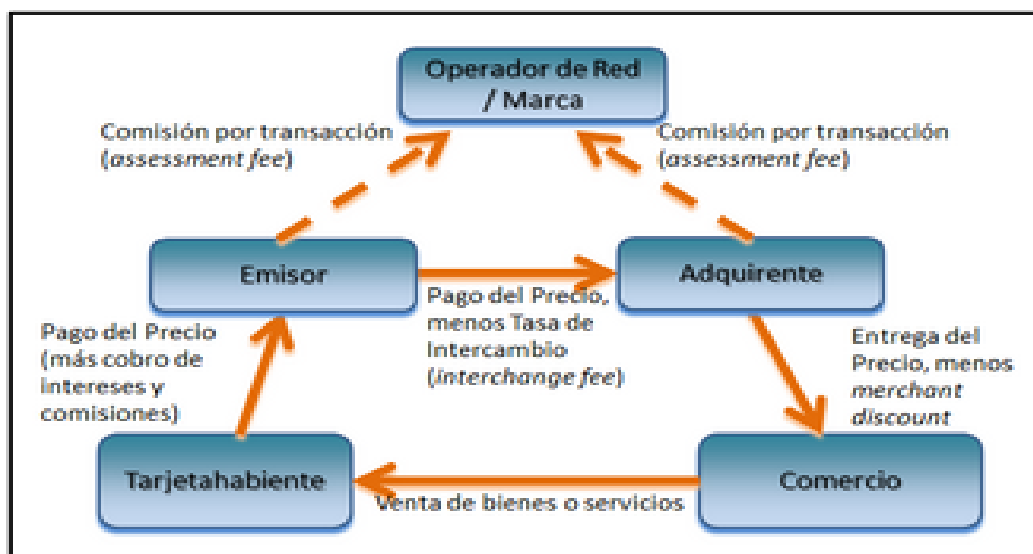 Operador de Red
/ Marca
Comisión por transacción
(assessment fee)
Comisión por transacción
(assessment fee)
Emisor
Adquirente
Pago del Precio
(más cobro de
intereses y
comisiones)
Pago del Precio,
menos Tasa de
Intercambio
(interchange fee)
Entrega del
Precio, menos
merchant
discount
Tarjetahabiente
Venta de bienes o servicios
Comercio